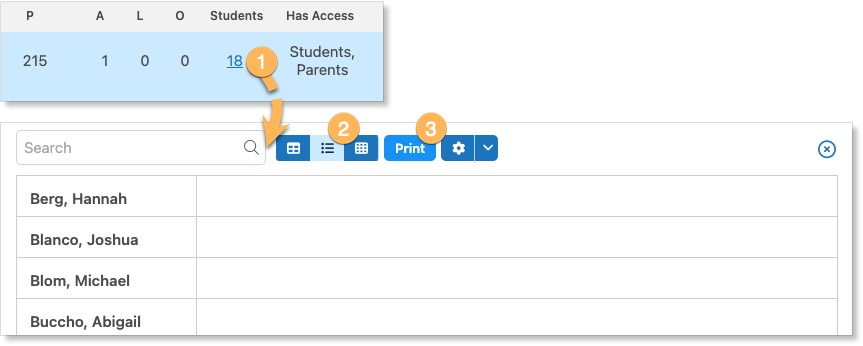 P A L O Students Has Access
215 1 0 0 18 1 Students,
Parents
Search 2 Print 3
Berg, Hannah
Blanco, Joshua
Blom, Michael
Buccho, Abigail